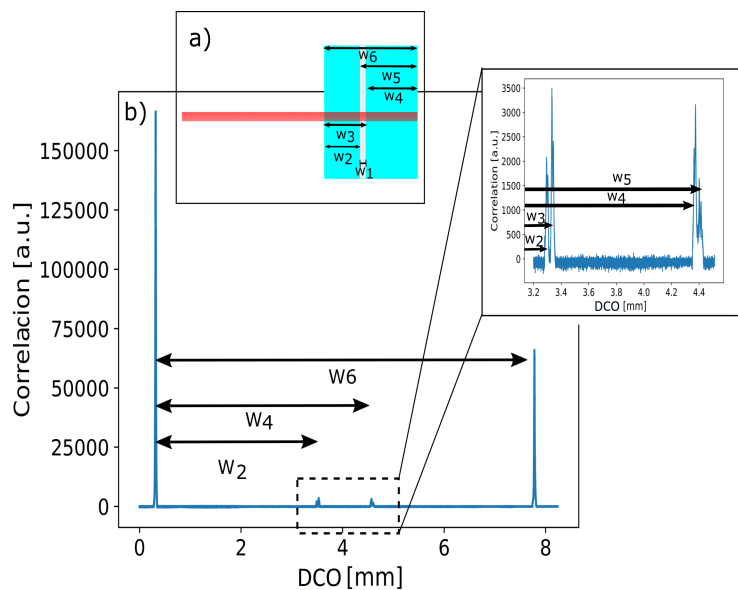 a)
w6
w5
w4
w3
w2
w1
b)
150000
125000
100000
75000
50000
25000
0
Correlacion [a.u.]
W6
W4
W2
0
2
4
6
8
DCO [mm]
3500
3000
2500
2000
1500
1000
500
0
Correlation [a.u.]
w5
w4
w3
w2
3.2
3.6
3.8
4.0
4.2
4.4
DCO [mm]